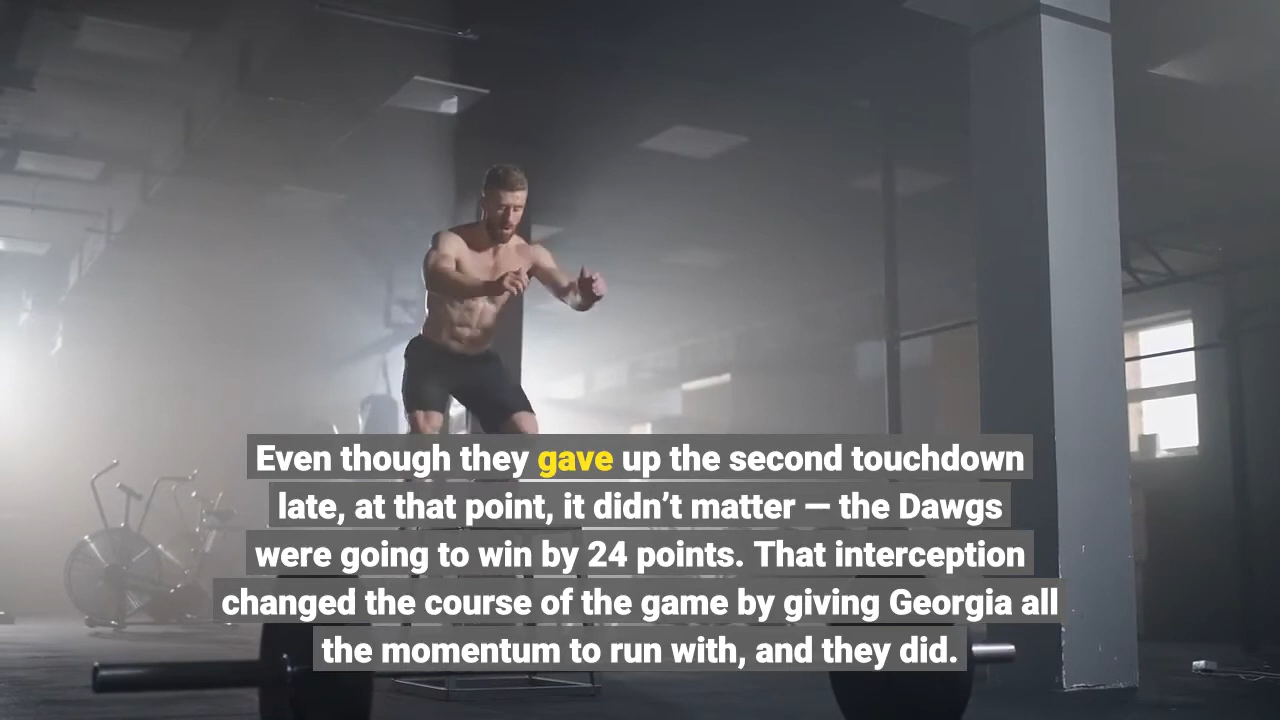 Even though they gave up the second touchdown
late, at that point, it didn’t matter — the Dawgs
were going to win by 24 points. That interception
changed the course of the game by giving Georgia all
the momentum to run with, and they did.